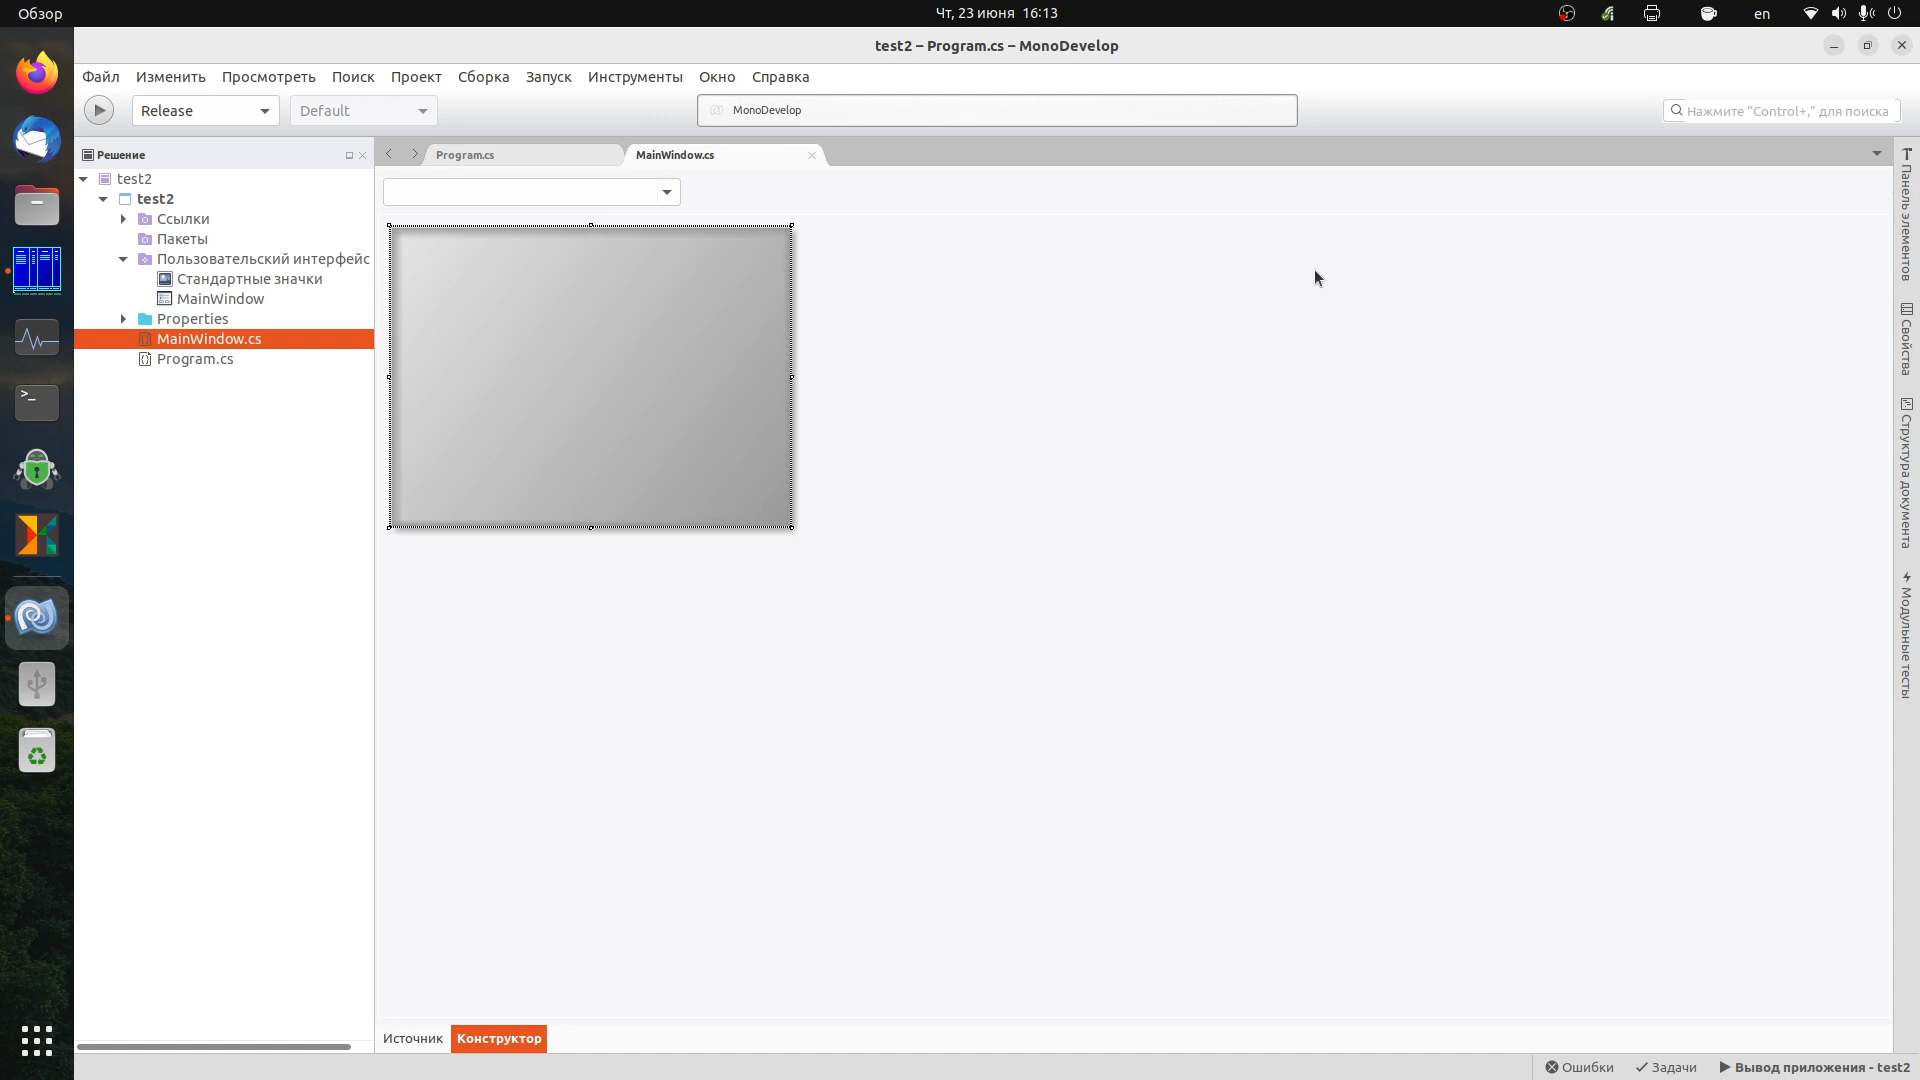 Обзор
Чт, 23 июня 16:13
en
test2 – Program.cs – MonoDevelop
Файл Изменить Просмотреть Поиск Проект Сборка Запуск Инструменты Окно Справка
Release
Default
MonoDevelop
Нажмите "Control+," для поиска
Решение
Program.cs
MainWindow.cs
test2
test2
Ссылки
Пакеты
Пользовательский интерфейс
Стандартные значки
MainWindow
Properties
MainWindow.cs
Program.cs
>_
Панель элементов
Свойства
Структура документа
Модульные тесты
Источник Конструктор
Ошибки Задачи Вывод приложения - test2